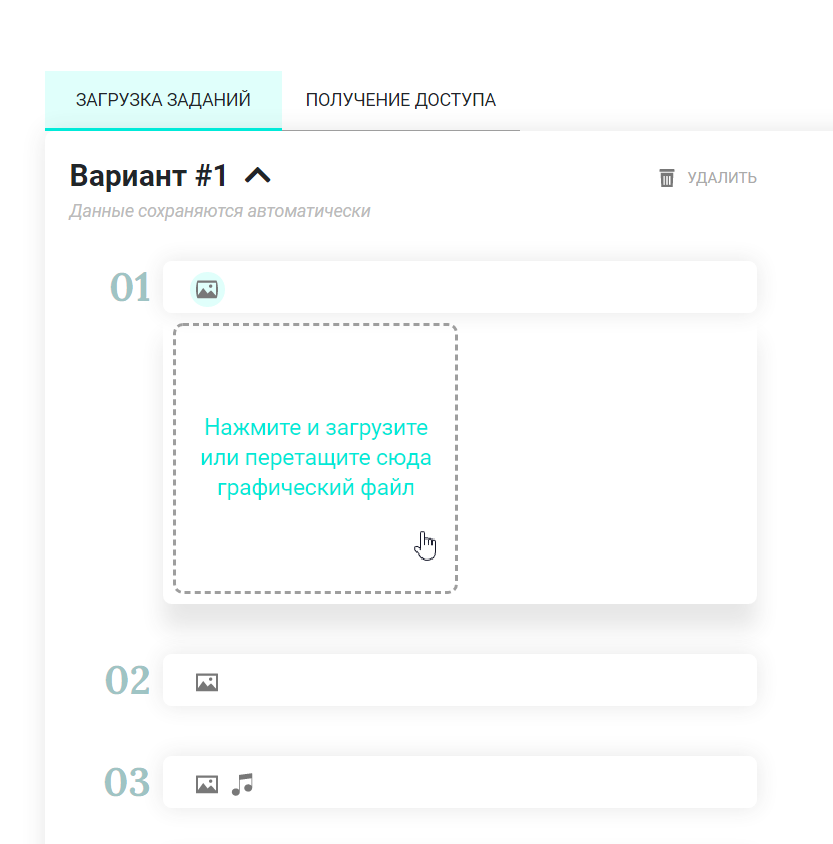 ЗАГРУЗКА ЗАДАНИЙ
ПОЛУЧЕНИЕ ДОСТУПА
Вариант #1
УДАЛИТЬ
Данные сохраняются автоматически
01
Нажмите и загрузите
или перетащите сюда
графический файл
02
03